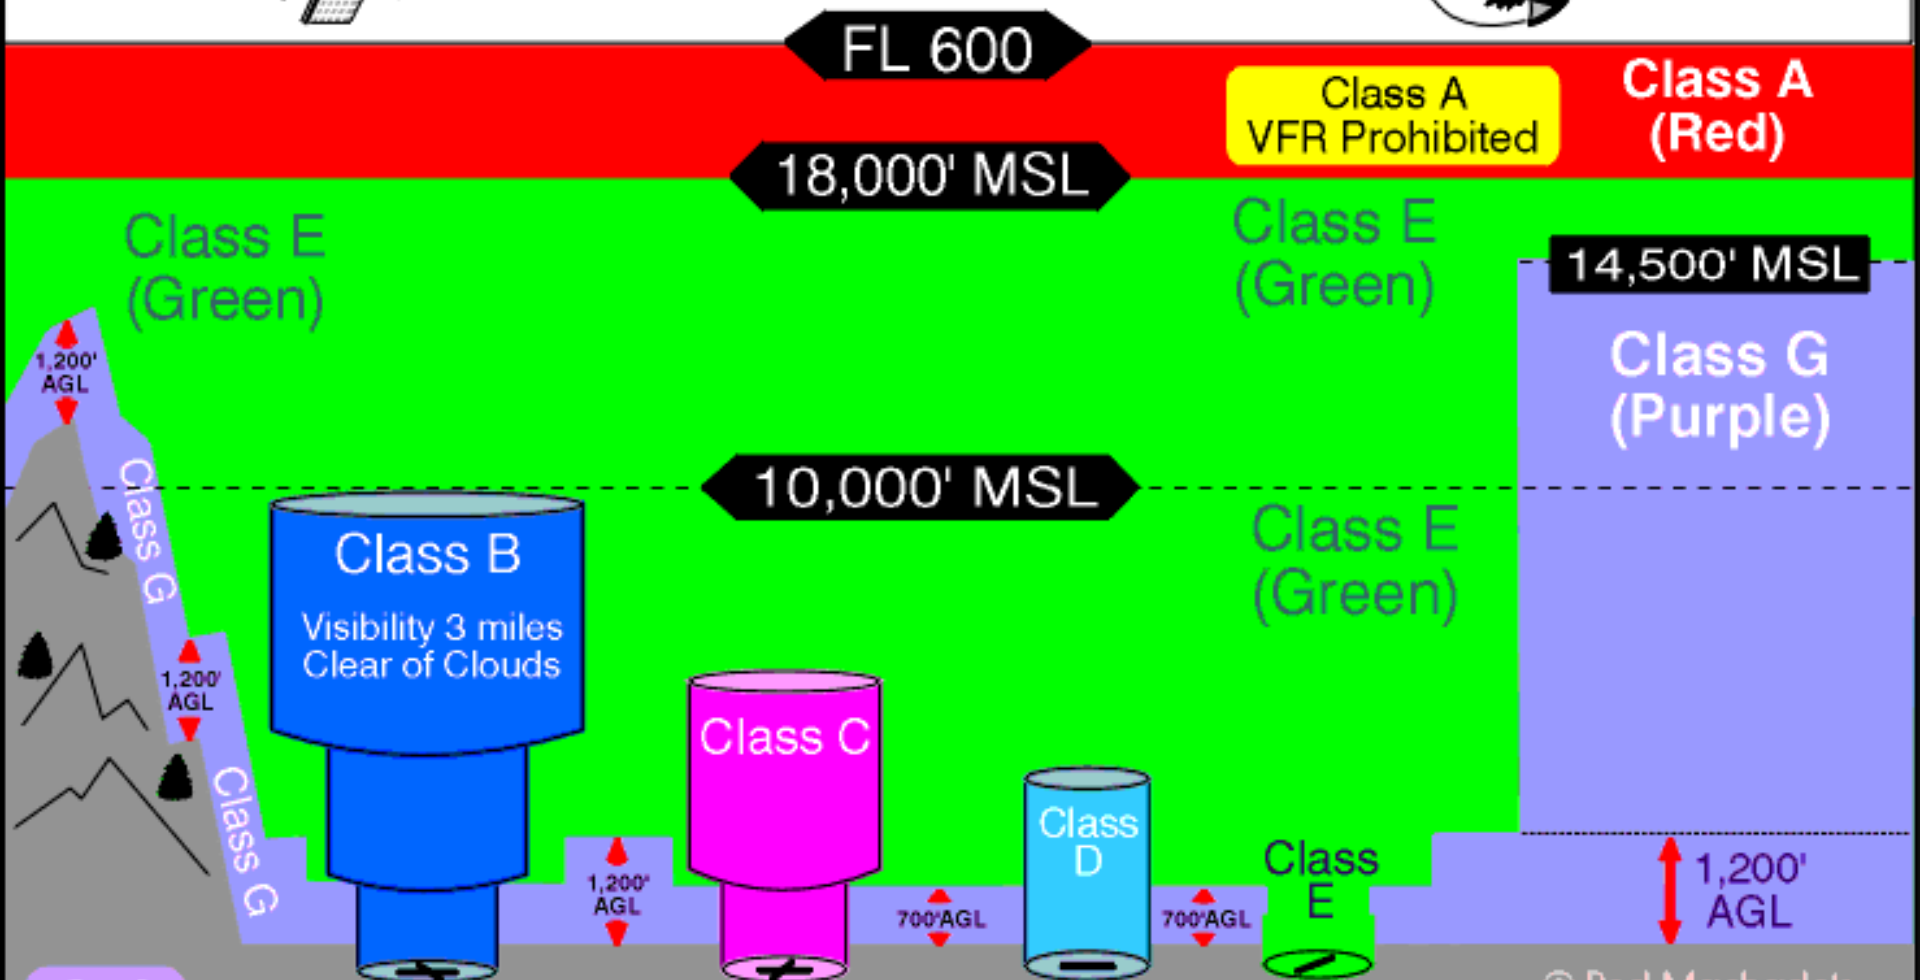 FL 600
Class A
VFR Prohibited
Class A
(Red)
18,000' MSL
Class E
(Green)
Class E
(Green)
14,500' MSL
1,200'
AGL
Class G
(Purple)
Class G
10,000' MSL
Class B
Visibility 3 miles
Clear of Clouds
Class E
(Green)
1,200'
AGL
Class C
Class G
Class
D
Class
E
1,200'
AGL
700'AGL
700'AGL
1,200'
AGL